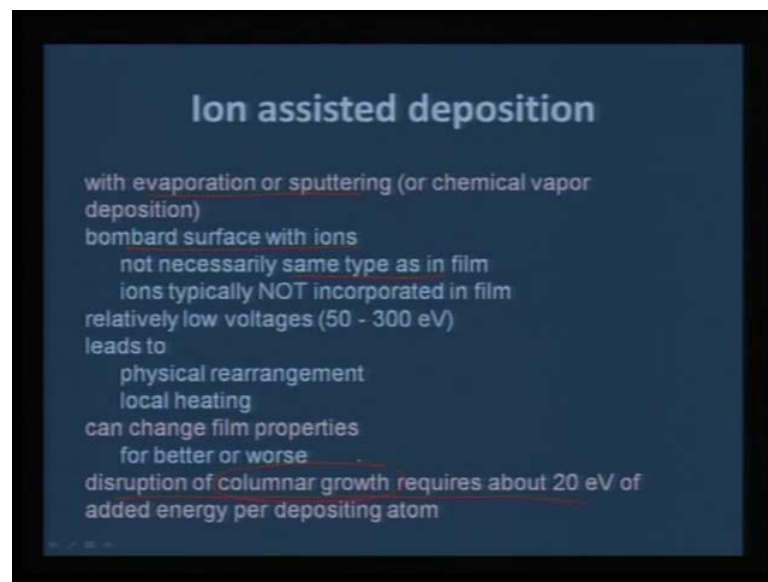 Ion assisted deposition
with evaporation or sputtering (or chemical vapor
deposition)
bombard surface with ions
not necessarily same type as in film
ions typically NOT incorporated in film
relatively low voltages (50 - 300 eV)
leads to
physical rearrangement
local heating
can change film properties
for better or worse
disruption of columnar growth requires about 20 eV of
added energy per depositing atom